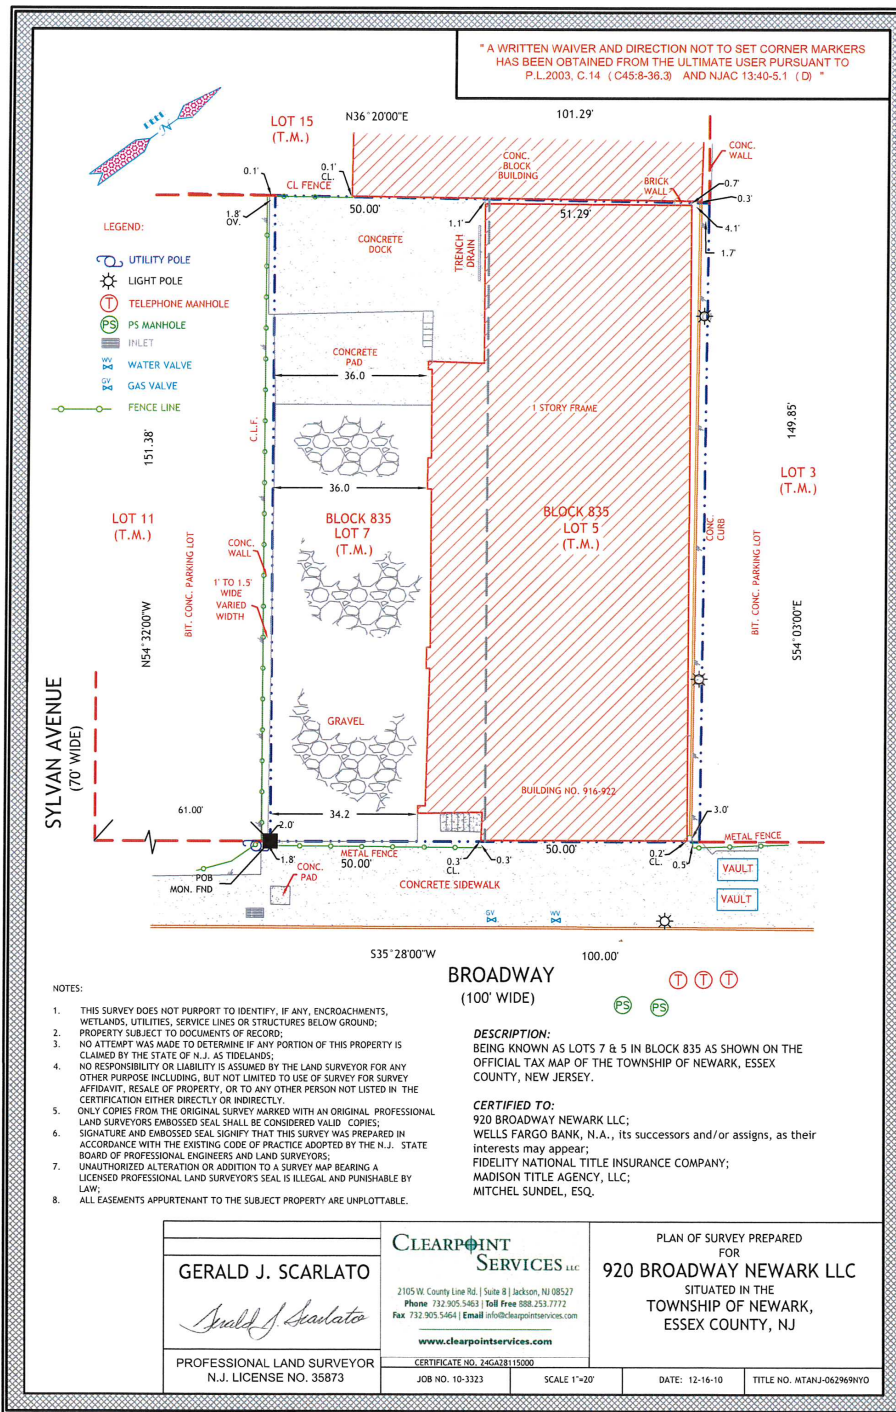 " A WRITTEN WAIVER AND DIRECTION NOT TO SET CORNER MARKERS
HAS BEEN OBTAINED FROM THE ULTIMATE USER PURSUANT TO
P.L.2003, C.14 ( C45:8-36.3) AND NJAC 13:40-5.1 ( D) "
N
LOT 15
(T.M.)
N36°20'00"E
101.29'
CONC.
WALL
CONC.
BLOCK
BUILDING
BRICK
WALL
0.1'
0.1'
CL.
CL FENCE
0.7'
0.3'
1.8'
OV.
50.00'
1.1'
51.29'
4.1'
1.7'
LEGEND:
UTILITY POLE
LIGHT POLE
T
TELEPHONE MANHOLE
PS
PS MANHOLE
INLET
WV
WATER VALVE
GV
GAS VALVE
FENCE LINE
CONCRETE
DOCK
TRENCH
DRAIN
CONCRETE
PAD
36.0
1 STORY FRAME
C.L.F.
151.38'
149.85'
LOT 3
(T.M.)
36.0
LOT 11
(T.M.)
BLOCK 835
LOT 7
(T.M.)
BLOCK 835
LOT 5
(T.M.)
CONC.
CURB
CONC.
WALL
1' TO 1.5'
WIDE
VARIED
WIDTH
BIT. CONC. PARKING LOT
BIT. CONC. PARKING LOT
N54°32'00"W
S54°03'00"E
SYLVAN AVENUE
(70' WIDE)
GRAVEL
BUILDING NO. 916-922
61.00'
34.2
2.0'
3.0'
METAL FENCE
METAL FENCE
1.8'
50.00'
0.3'
CL.
0.3'
50.00'
0.2'
CL.
0.5'
POB
MON. FND
CONC.
PAD
CONCRETE SIDEWALK
VAULT
VAULT
GV
WV
S35°28'00"W
100.00'
BROADWAY
(100' WIDE)
T T T
PS PS
NOTES:
1. THIS SURVEY DOES NOT PURPORT TO IDENTIFY, IF ANY, ENCROACHMENTS,
WETLANDS, UTILITIES, SERVICE LINES OR STRUCTURES BELOW GROUND;
2. PROPERTY SUBJECT TO DOCUMENTS OF RECORD;
3. NO ATTEMPT WAS MADE TO DETERMINE IF ANY PORTION OF THIS PROPERTY IS
CLAIMED BY THE STATE OF N.J. AS TIDELANDS;
4. NO RESPONSIBILITY OR LIABILITY IS ASSUMED BY THE LAND SURVEYOR FOR ANY
OTHER PURPOSE INCLUDING, BUT NOT LIMITED TO USE OF SURVEY FOR SURVEY
AFFIDAVIT, RESALE OF PROPERTY, OR TO ANY OTHER PERSON NOT LISTED IN THE
CERTIFICATION EITHER DIRECTLY OR INDIRECTLY.
5. ONLY COPIES FROM THE ORIGINAL SURVEY MARKED WITH AN ORIGINAL PROFESSIONAL
LAND SURVEYORS EMBOSSED SEAL SHALL BE CONSIDERED VALID COPIES;
6. SIGNATURE AND EMBOSSED SEAL SIGNIFY THAT THIS SURVEY WAS PREPARED IN
ACCORDANCE WITH THE EXISTING CODE OF PRACTICE ADOPTED BY THE N.J. STATE
BOARD OF PROFESSIONAL ENGINEERS AND LAND SURVEYORS;
7. UNAUTHORIZED ALTERATION OR ADDITION TO A SURVEY MAP BEARING A
LICENSED PROFESSIONAL LAND SURVEYOR'S SEAL IS ILLEGAL AND PUNISHABLE BY
LAW;
8. ALL EASEMENTS APPURTENANT TO THE SUBJECT PROPERTY ARE UNPLOTTABLE.
DESCRIPTION:
BEING KNOWN AS LOTS 7 & 5 IN BLOCK 835 AS SHOWN ON THE
OFFICIAL TAX MAP OF THE TOWNSHIP OF NEWARK, ESSEX
COUNTY, NEW JERSEY.
CERTIFIED TO:
920 BROADWAY NEWARK LLC;
WELLS FARGO BANK, N.A., its successors and/or assigns, as their
interests may appear;
FIDELITY NATIONAL TITLE INSURANCE COMPANY;
MADISON TITLE AGENCY, LLC;
MITCHEL SUNDEL, ESQ.
GERALD J. SCARLATO
Gerald J. Scarlato
PROFESSIONAL LAND SURVEYOR
N.J. LICENSE NO. 35873
CLEARPOINT
SERVICES LLC
2105 W. County Line Rd. | Suite 8 | Jackson, NJ 08527
Phone 732.905.5463 | Toll Free 888.253.7772
Fax 732.905.5464 | Email info@clearpointservices.com
www.clearpointservices.com
CERTIFICATE NO. 24GA28115000
JOB NO. 10-3323
SCALE 1"=20'
PLAN OF SURVEY PREPARED
FOR
920 BROADWAY NEWARK LLC
SITUATED IN THE
TOWNSHIP OF NEWARK,
ESSEX COUNTY, NJ
DATE: 12-16-10
TITLE NO. MTANJ-062969NYO